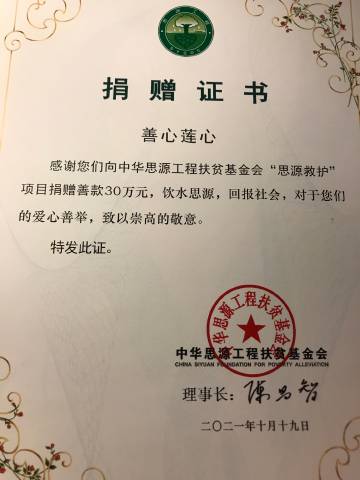 捐赠证书
善心莲心
感谢您们向中华思源工程扶贫基金会“思源救护”
项目捐赠善款30万元，饮水思源，回报社会，对于您们
的爱心善举，致以崇高的敬意。
特发此证。
中华思源工程扶贫基金会
中华思源工程扶贫基金会
CHINA SIYUAN FOUNDATION FOR POVERTY ALLEVIATION
理事长：陈昌智
二〇二一年十月十九日